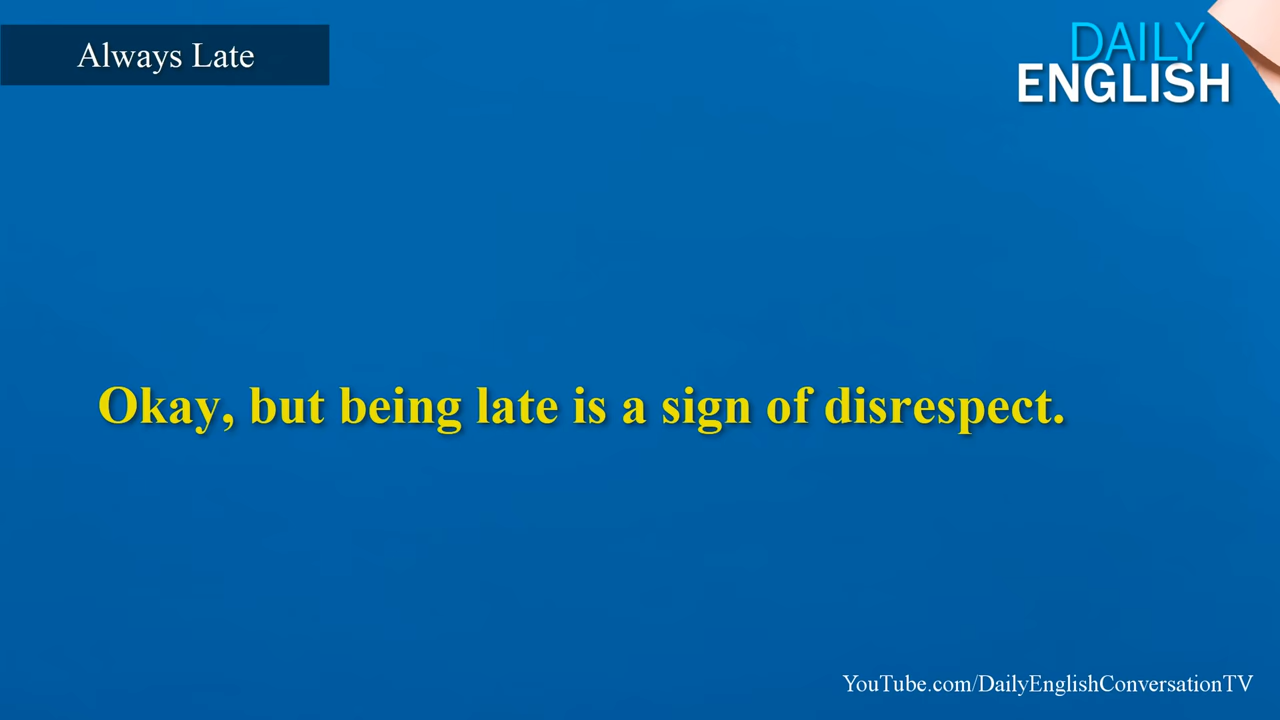 Always Late
DAILY
ENGLISH
Okay, but being late is a sign of disrespect.
YouTube.com/DailyEnglishConversationTV